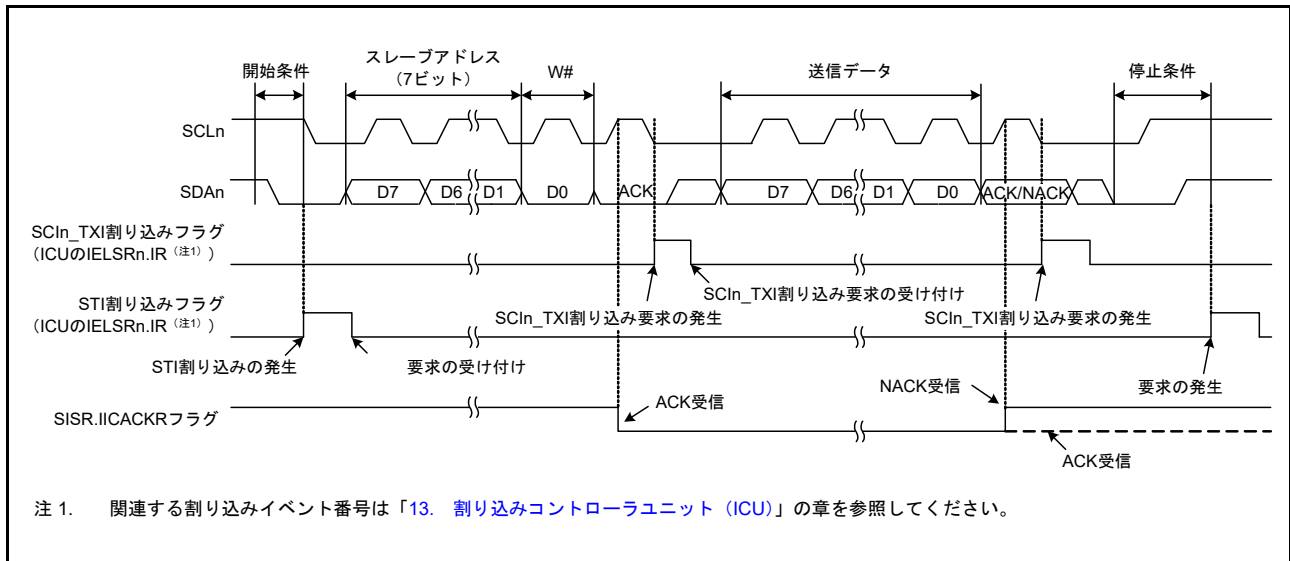 開始条件
スレーブアドレス
（7ビット）
W#
送信データ
停止条件
SCLn
SDAn
D7
D6
D1
D0
ACK
D7
D6
D1
D0
ACK/NACK
SCIn_TXI割り込みフラグ
（ICUのIELSRn.IR（注1））
SCIn_TXI割り込み要求の受け付け
SCIn_TXI割り込み要求の発生
SCIn_TXI割り込み要求の発生
STI割り込みフラグ
（ICUのIELSRn.IR（注1））
STI割り込みの発生
要求の受け付け
要求の発生
SISR.IICACKRフラグ
ACK受信
NACK受信
ACK受信
注 1. 関連する割り込みイベント番号は「13. 割り込みコントローラユニット（ICU）」の章を参照してください。